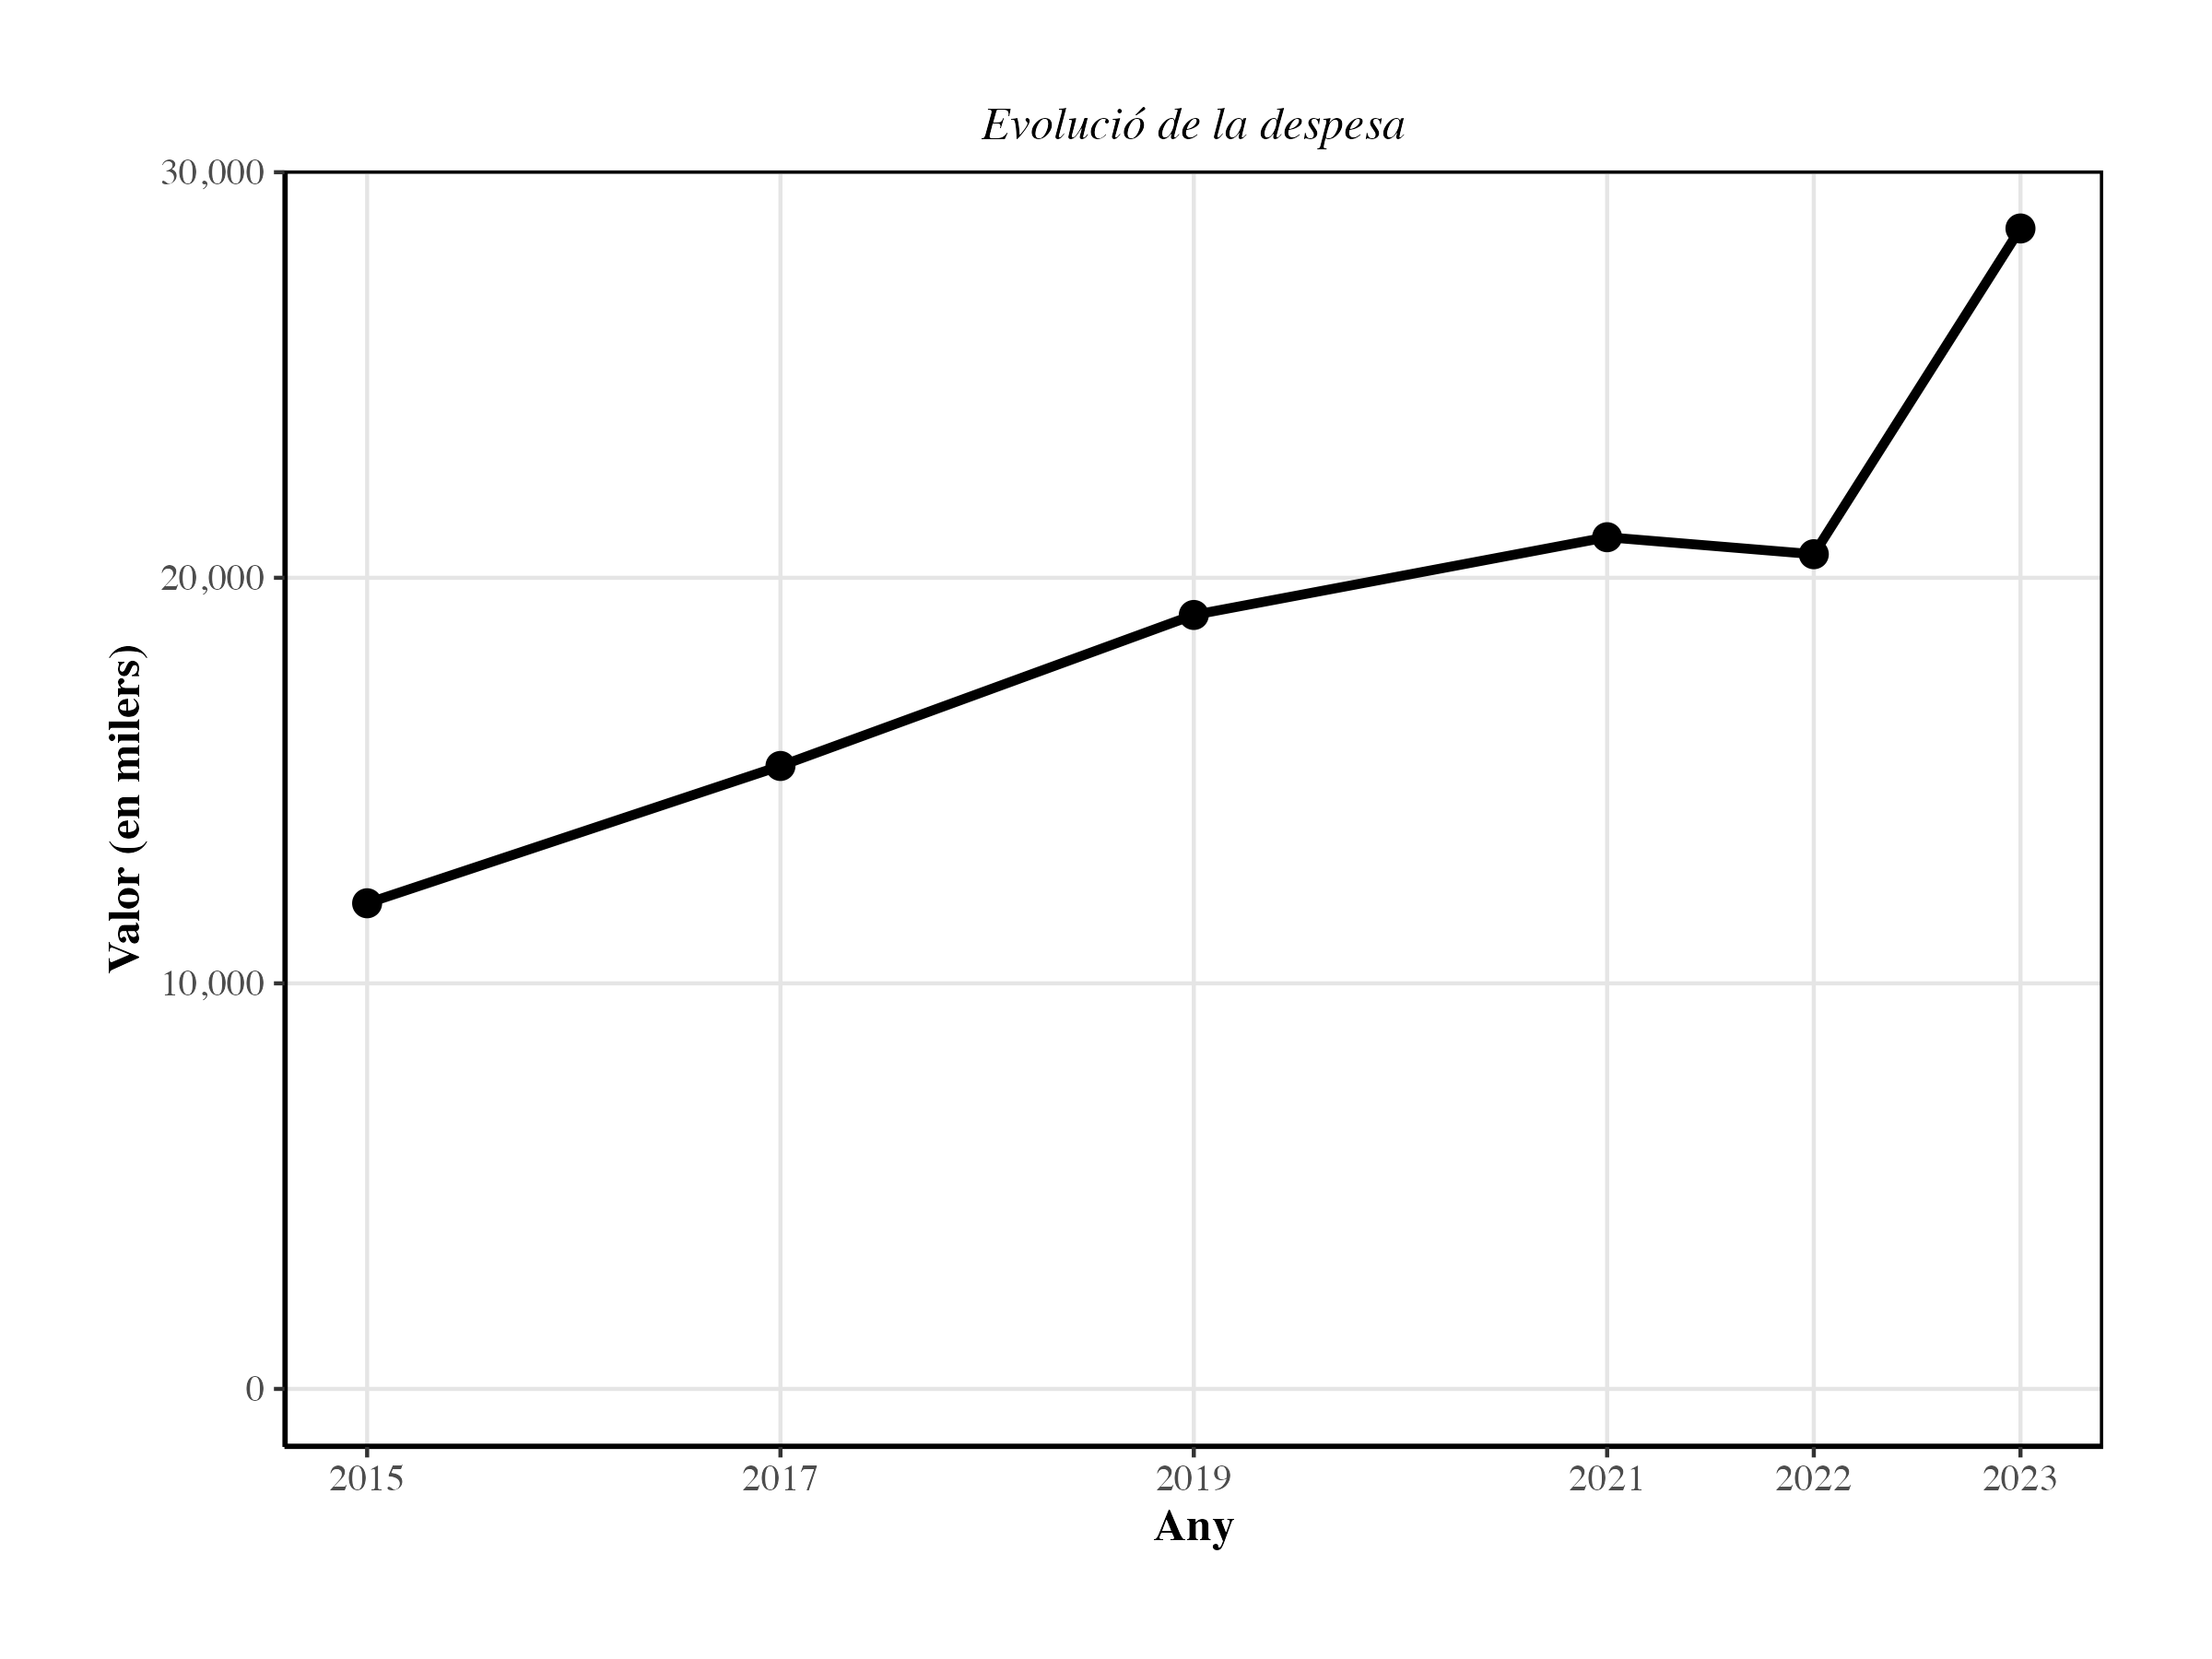 Evolució de la despesa
30,000
20,000
10,000
0
Valor (en milers)
2015 2017 2019 2021 2022 2023
Any